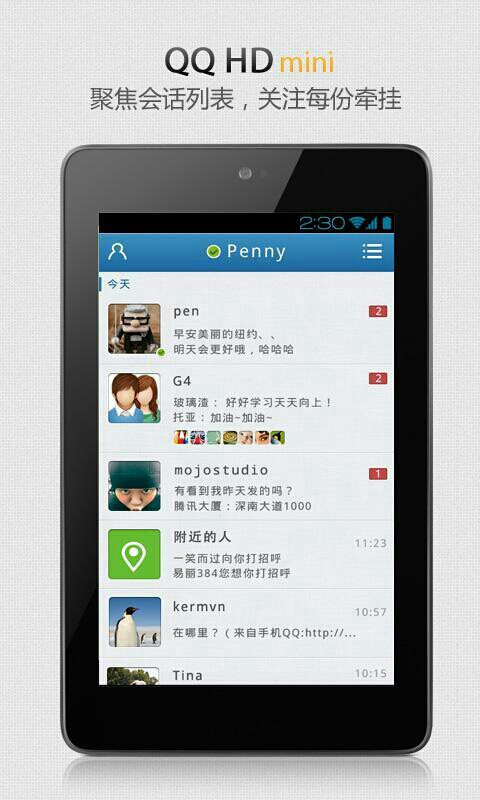 QQ HD mini
聚焦会话列表，关注每份牵挂
2:30
Penny
今天
pen
2
早安美丽的纽约、、
明天会更好哦，哈哈哈
G4
2
玻璃渣：好好学习天天向上！
托亚：加油~加油~
mojostudio
1
有看到我昨天发的吗？
腾讯大厦：深南大道1000
附近的人
11:23
一笑而过向你打招呼
易丽384您想你打招呼
kermvn
10:57
在哪里？（来自手机QQ:http://...
Tina
10:15